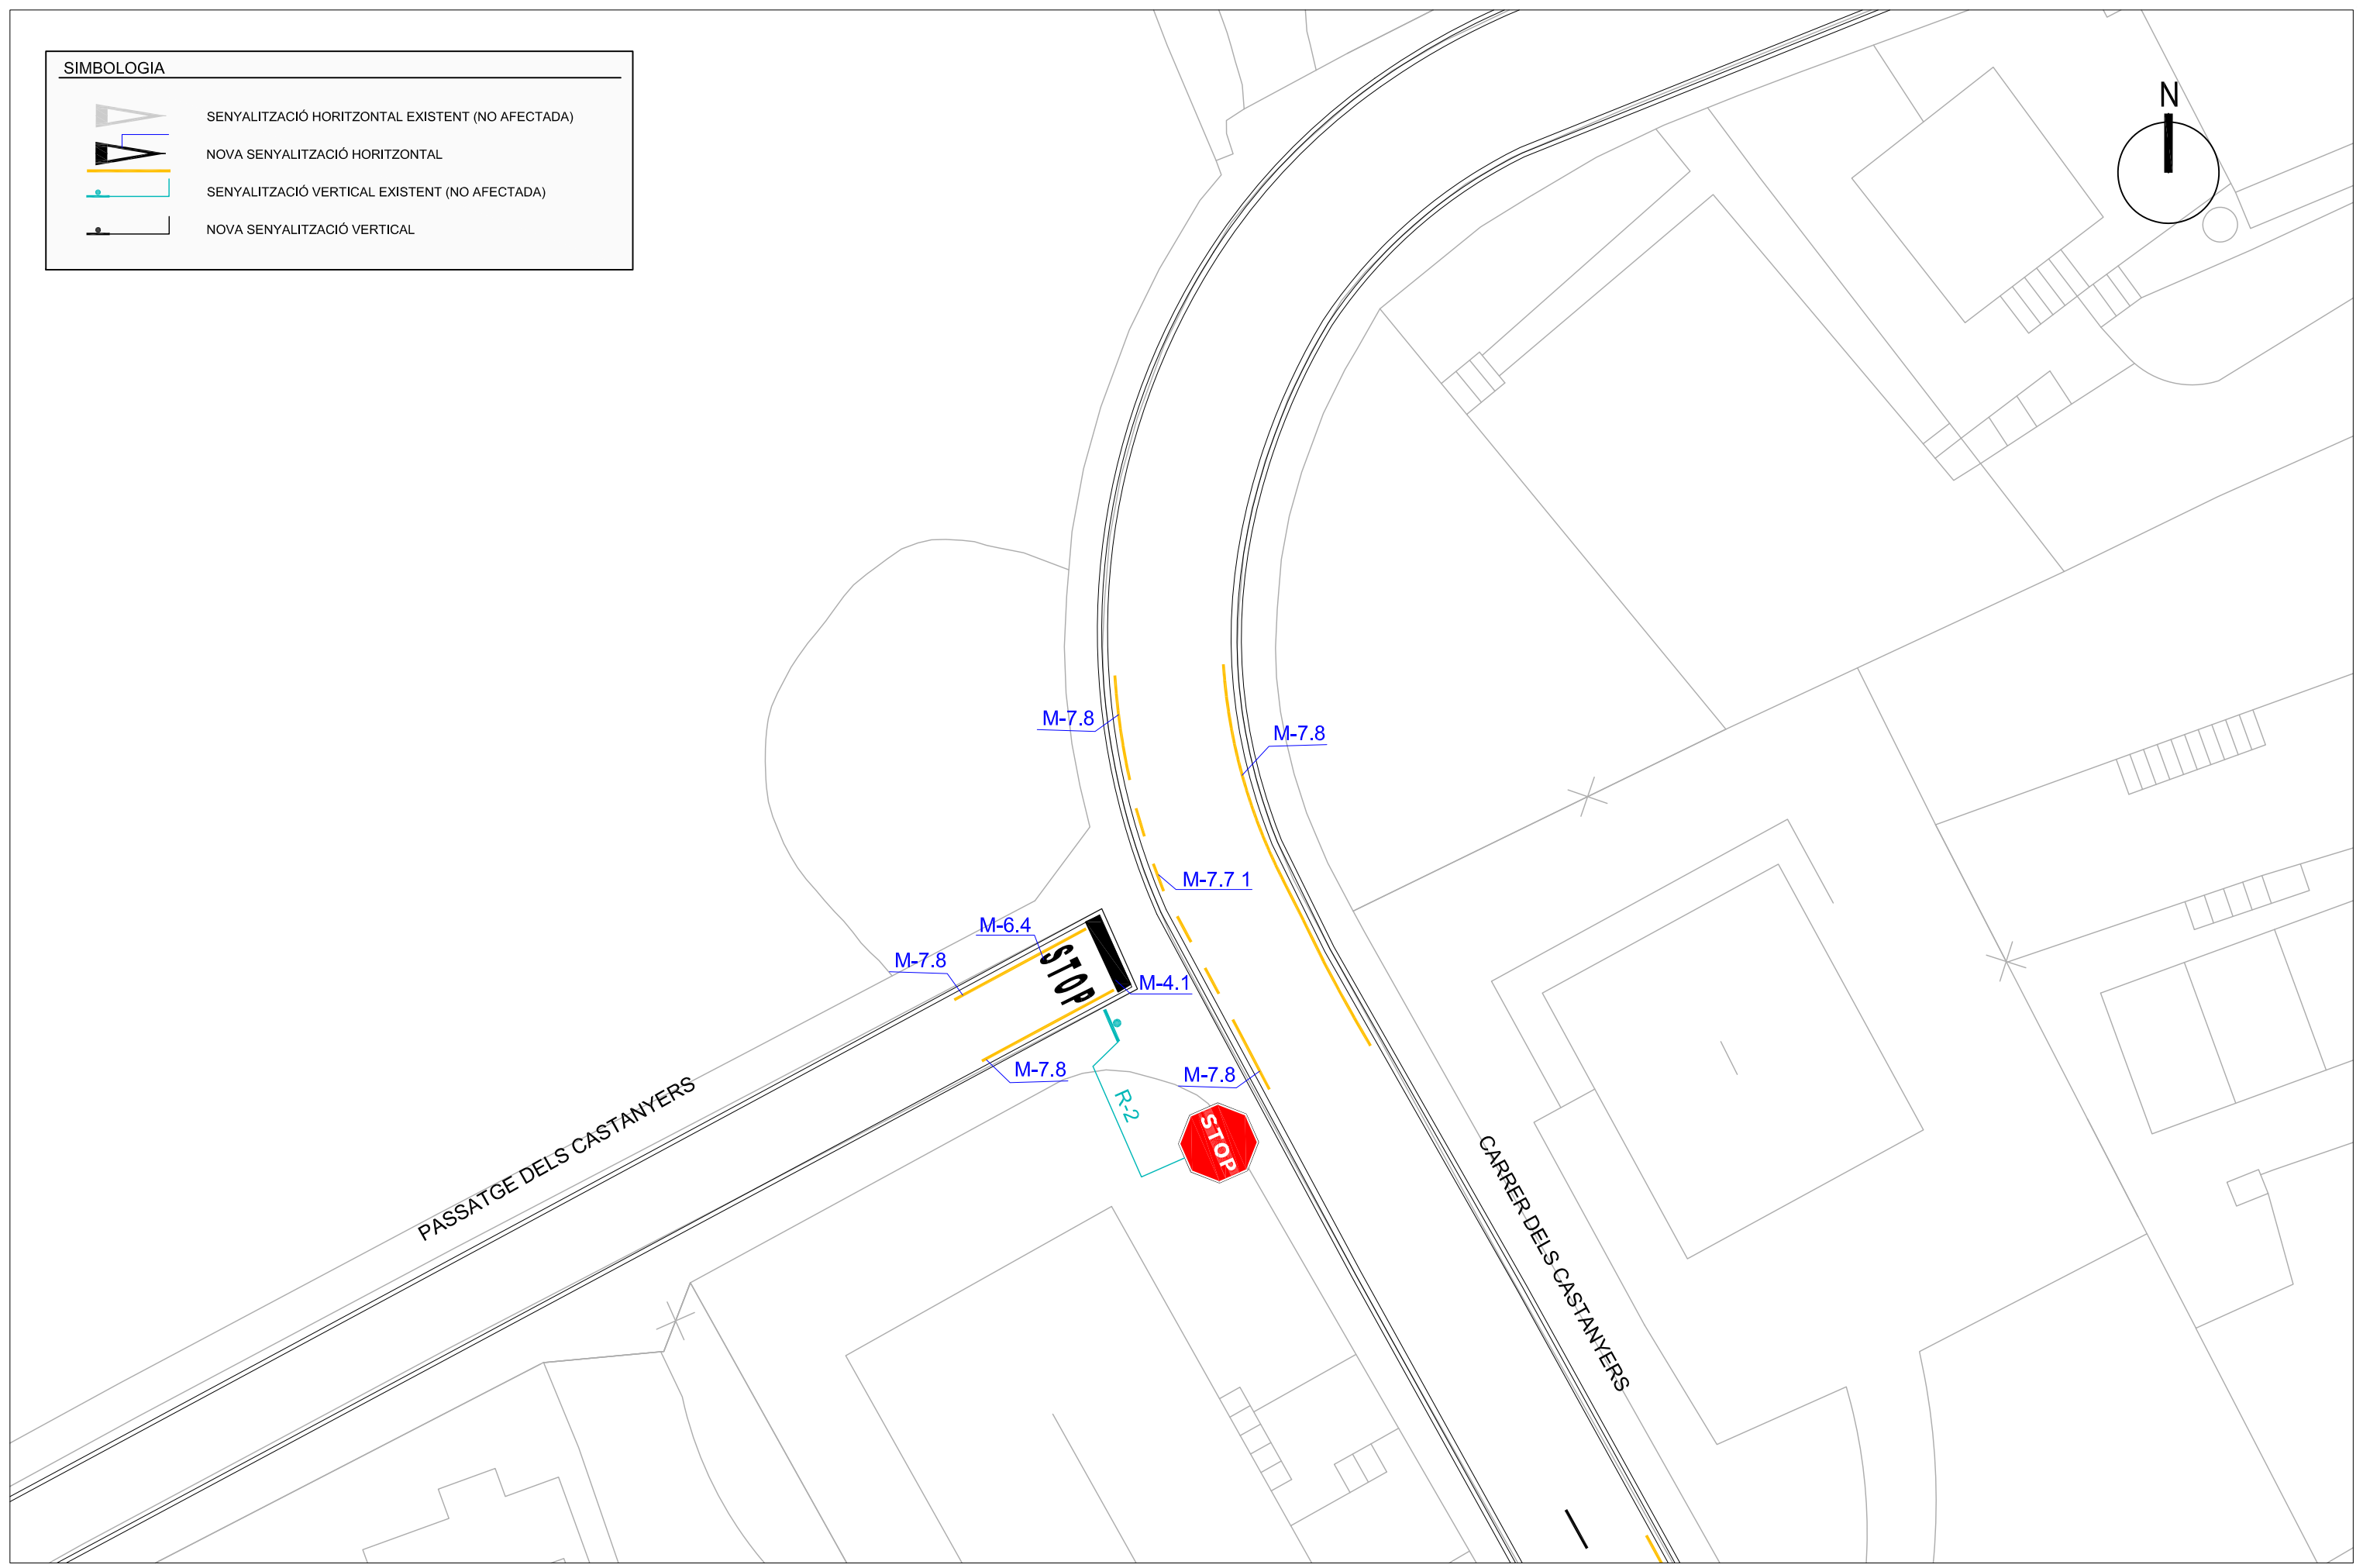 SIMBOLOGIA
SENYALITZACIÓ HORITZONTAL EXISTENT (NO AFECTADA)
NOVA SENYALITZACIÓ HORITZONTAL
SENYALITZACIÓ VERTICAL EXISTENT (NO AFECTADA)
NOVA SENYALITZACIÓ VERTICAL
N
M-7.8
M-7.8
M-7.7 1
M-6.4
M-7.8
STOP
M-4.1
M-7.8
M-7.8
R-2
STOP
PASSATGE DELS CASTANYERS
CARRER DELS CASTANYERS